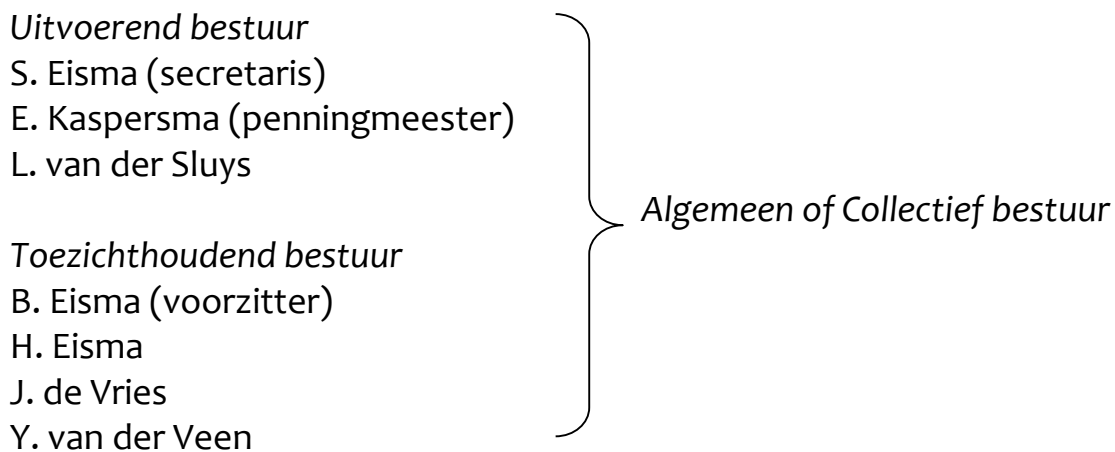 Uitvoerend bestuur
S. Eisma (secretaris)
E. Kaspersma (penningmeester)
L. van der Sluys
Toezichthoudend bestuur
B. Eisma (voorzitter)
H. Eisma
J. de Vries
Y. van der Veen
Algemeen of Collectief bestuur